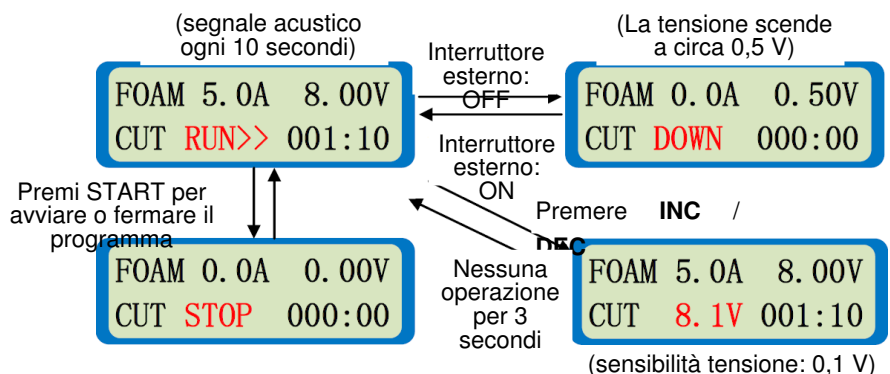 (segnale acustico
ogni 10 secondi)
FOAM 5.0A 8.00V
CUT RUN>> 001:10
Interruttore
esterno:
OFF
(La tensione scende
a circa 0,5 V)
FOAM 0.0A 0.50V
CUT DOWN 000:00
Interruttore
esterno:
ON
Premi START per
avviare o fermare il
programma
FOAM 0.0A 0.00V
CUT STOP 000:00
Premere INC /
DEC
Nessuna
operazione
per 3
secondi
FOAM 5.0A 8.00V
CUT 8.1V 001:10
(sensibilità tensione: 0,1 V)